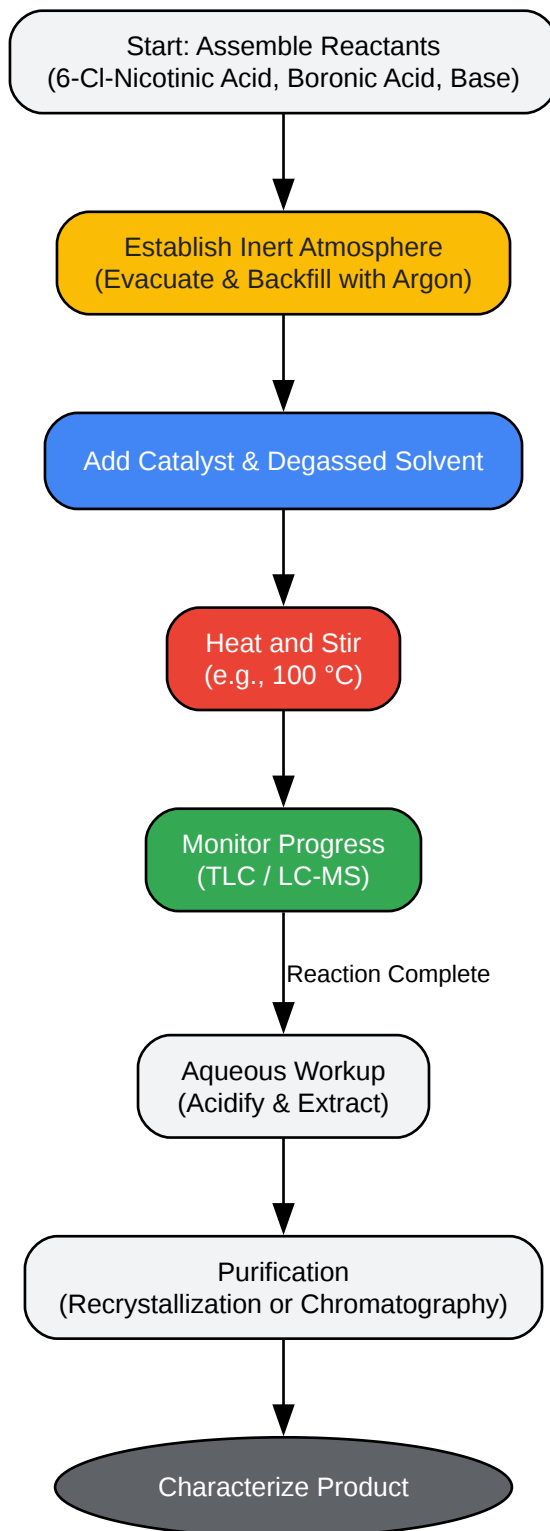 Start: Assemble Reactants
(6-Cl-Nicotinic Acid, Boronic Acid, Base)
Establish Inert Atmosphere
(Evacuate & Backfill with Argon)
Add Catalyst & Degassed Solvent
Heat and Stir
(e.g., 100 °C)
Monitor Progress
(TLC / LC-MS)
Reaction Complete
Aqueous Workup
(Acidify & Extract)
Purification
(Recrystallization or Chromatography)
Characterize Product